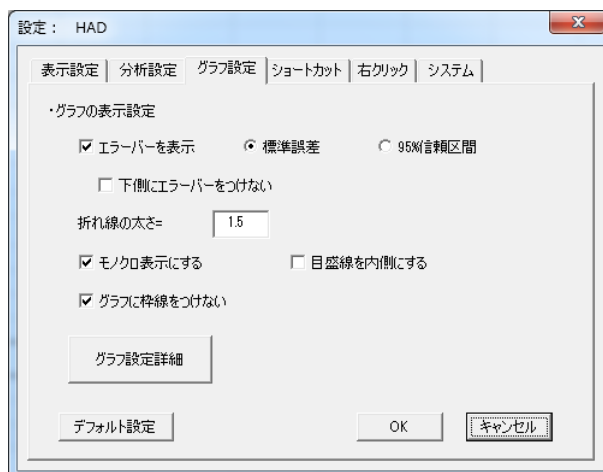 設定： HAD
表示設定 分析設定 グラフ設定 ショートカット 右クリック システム
・グラフの表示設定
エラーバーを表示 標準誤差 95%信頼区間
下側にエラーバーをつけない
折れ線の太さ= 1.5
モノクロ表示にする 目盛線を内側にする
グラフに枠線をつけない
グラフ設定詳細
デフォルト設定 OK キャンセル